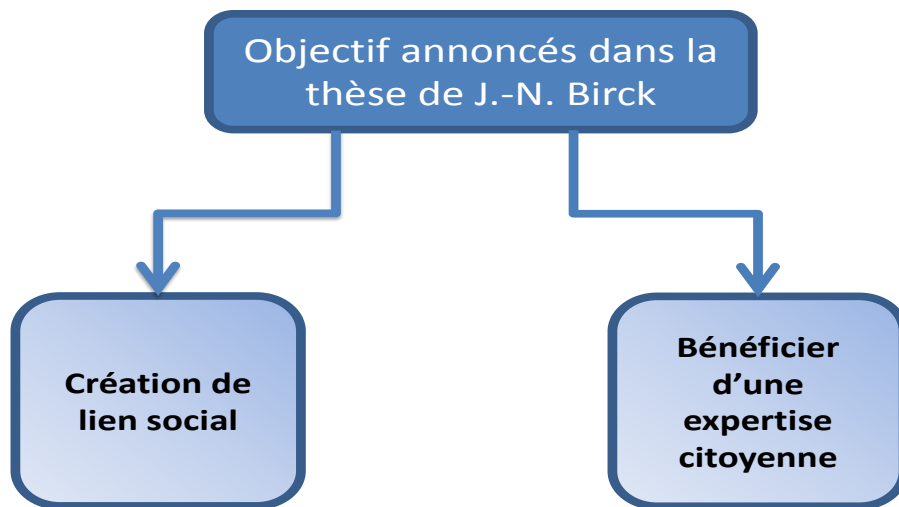 Objectif annoncés dans la
thèse de J.-N. Birck
Création de
lien social
Bénéficier
d’une
expertise
citoyenne